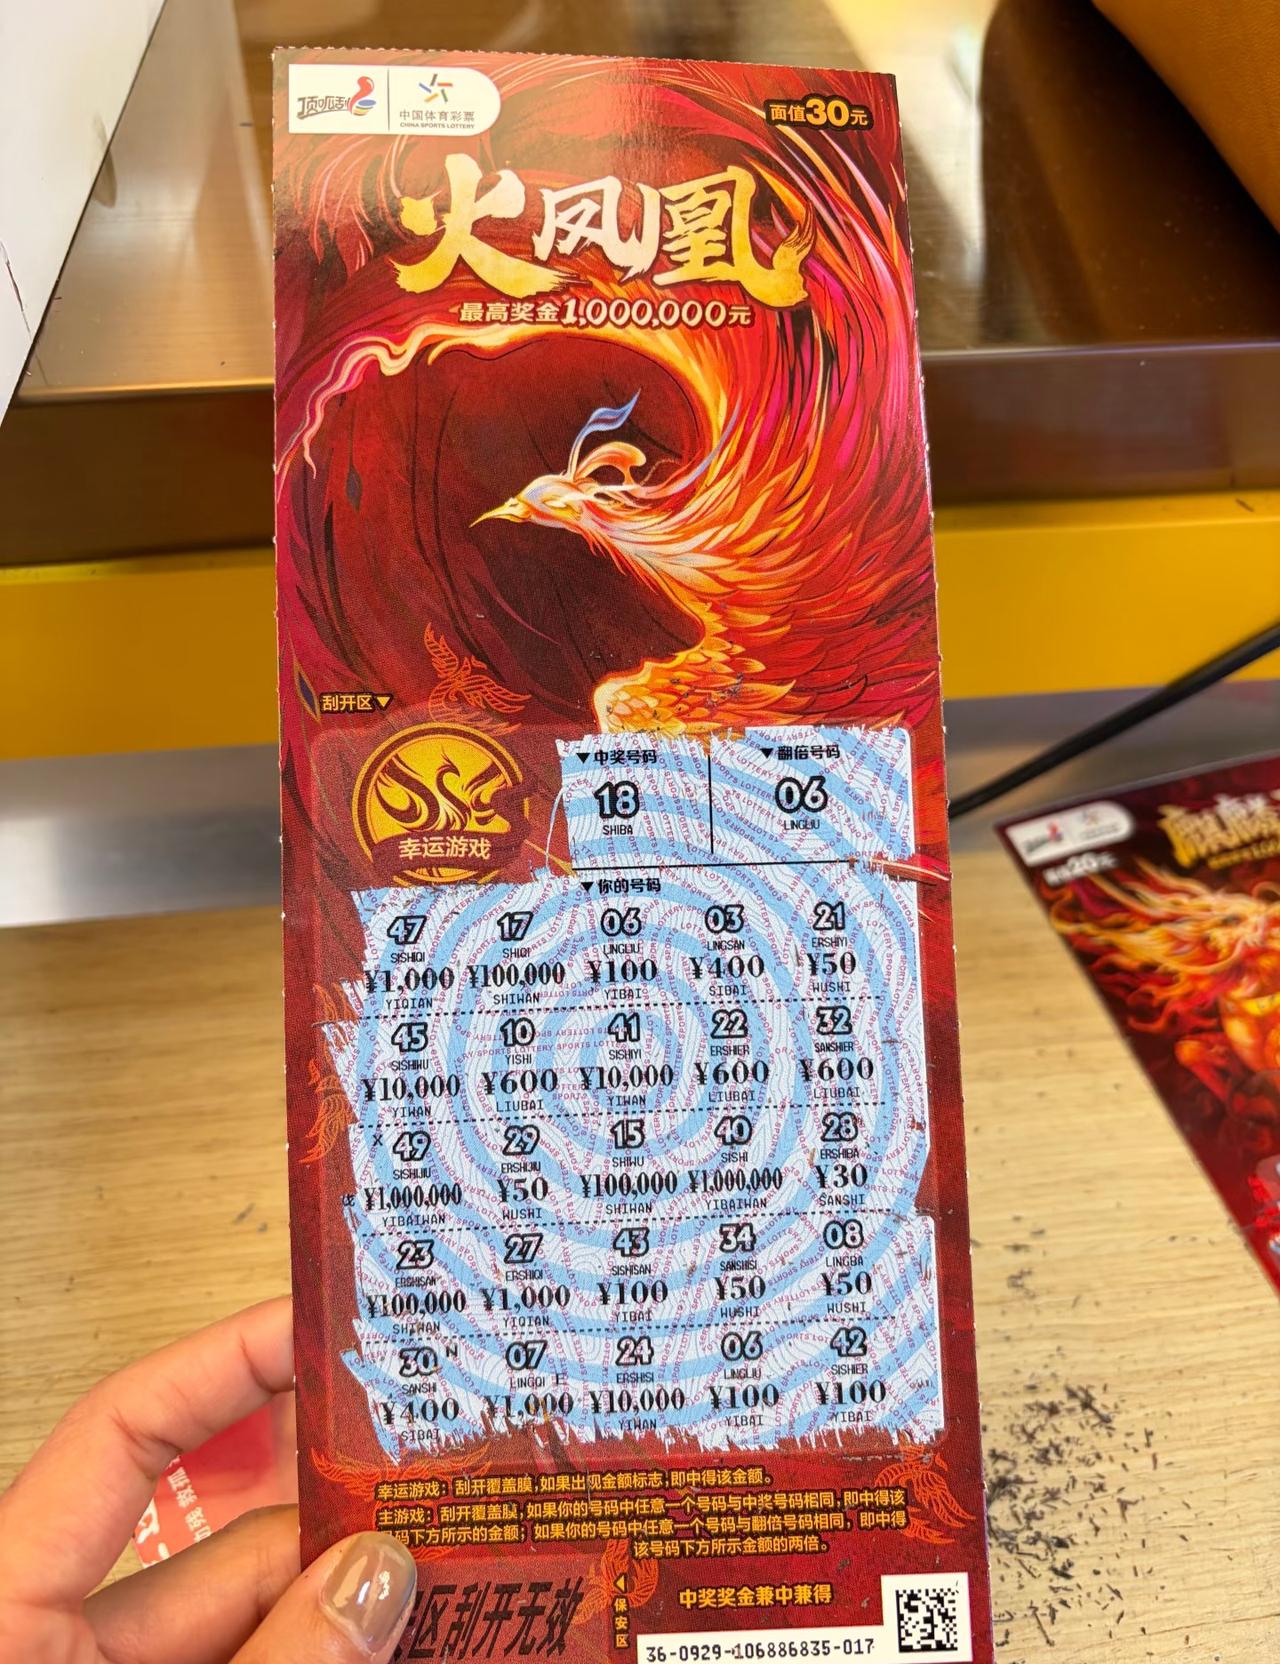 顶呱刮
中国体育彩票
CHINA SPORTS LOTTERY
面值30元
火凤凰
最高奖金1,000,000元
刮开区▼
▼中奖号码 ▼翻倍号码
18 06
SHIBA LINGLIU
幸运游戏
▼你的号码
47 17 06 03 21
SISHIQI SHIQI LINGLIU LINGSAN ERSHIYI
¥1,000 ¥100,000 ¥100 ¥400 ¥50
YIQIAN SHIWAN YIBAI SIBAI WUSHI
45 10 41 22 32
SISHIWU YISHI SISHIYI ERSHIER SANSHIER
¥10,000 ¥600 ¥10,000 ¥600 ¥600
YIWAN LIUBAI YIWAN LIUBAI LIUBAI
49 29 15 40 28
SISHIJIU ERSHIJIU SHIWU SISHI ERSHIBA
¥1,000,000 ¥50 ¥100,000 ¥1,000,000 ¥30
YIBAIWAN WUSHI SHIWAN YIBAIWAN SANSHI
23 27 43 34 08
ERSHISAN ERSHIQI SISHISAN SANSHISI LINGBA
¥100,000 ¥1,000 ¥100 ¥50 ¥50
SHIWAN YIQIAN YIBAI WUSHI WUSHI
30 07 24 06 42
SANSHI LINGQI ERSHISI LINGLIU SISHIER
¥400 ¥1,000 ¥10,000 ¥100 ¥100
SIBAI YIWAN YIBAI YIBAI
幸运游戏：刮开覆盖膜，如果出现金额标志，即中得该金额。
主游戏：刮开覆盖膜，如果你的号码中任意一个号码与中奖号码相同，即中得该
号码下方所示的金额；如果你的号码中任意一个号码与翻倍号码相同，即中得
该号码下方所示金额的两倍。
区刮开无效
◀保安区
中奖奖金兼中兼得
36-0929-106886835-017